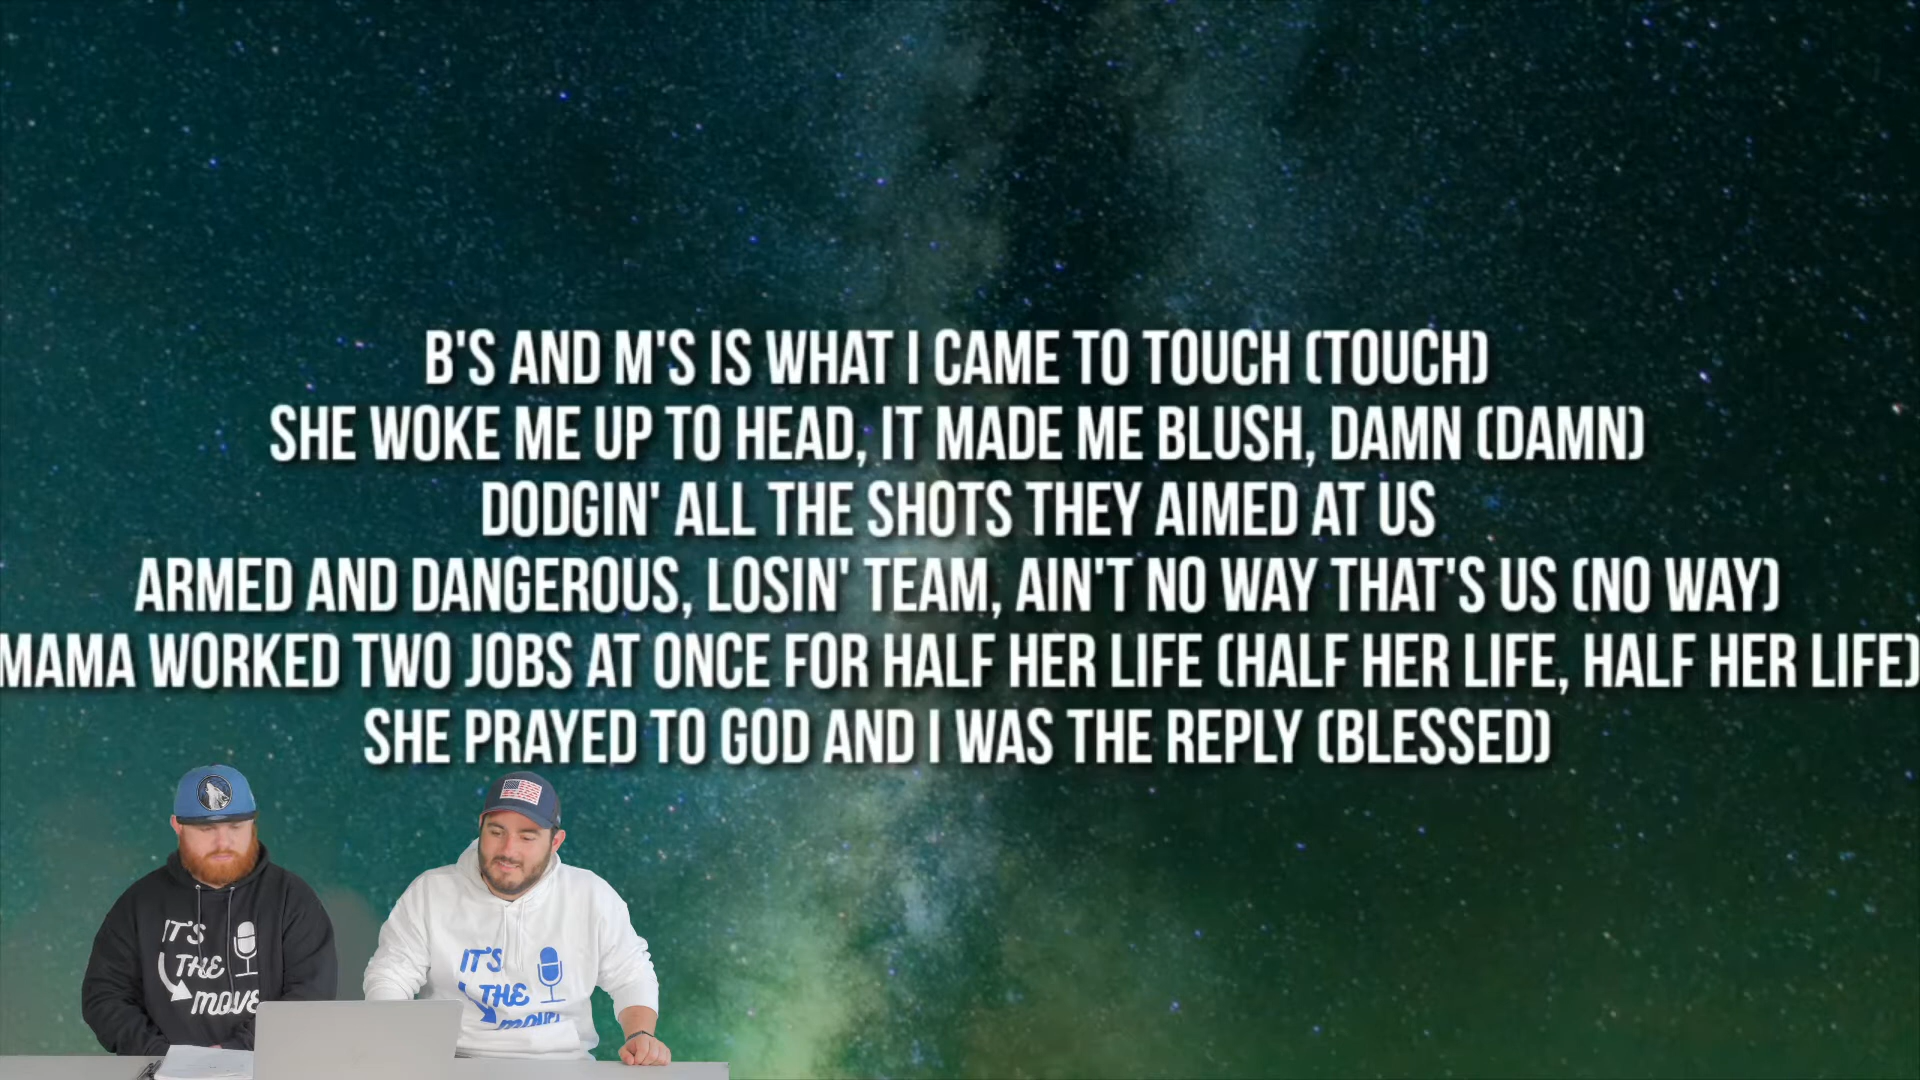 B'S AND M'S IS WHAT I CAME TO TOUCH (TOUCH)
SHE WOKE ME UP TO HEAD, IT MADE ME BLUSH, DAMN (DAMN)
DODGIN' ALL THE SHOTS THEY AIMED AT US
ARMED AND DANGEROUS, LOSIN' TEAM, AIN'T NO WAY THAT'S US (NO WAY)
MAMA WORKED TWO JOBS AT ONCE FOR HALF HER LIFE (HALF HER LIFE, HALF HER LIFE)
SHE PRAYED TO GOD AND I WAS THE REPLY (BLESSED)
IT'S
THE
MOVE
IT'S
THE
MOVE